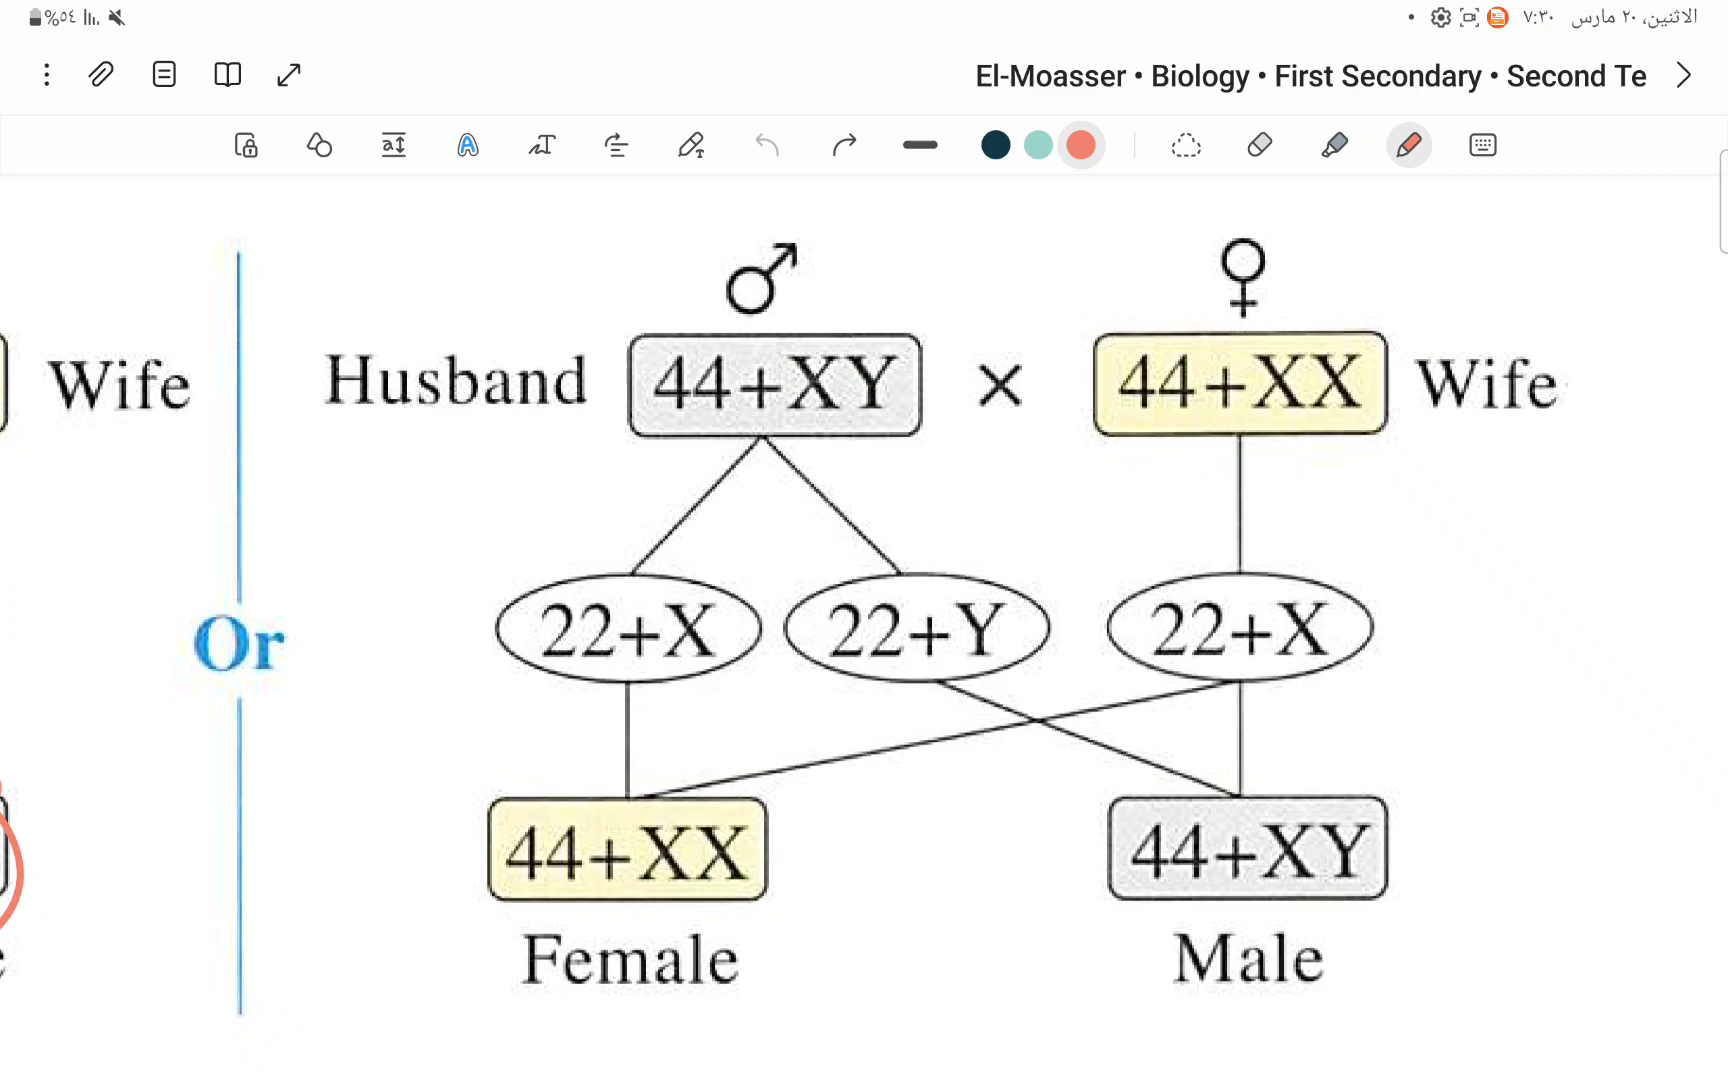 %٥٤
الاثنين، ٢٠ مارس ٧:٣٠
El-Moasser • Biology • First Secondary • Second Te
Wife
Or
Husband 44+XY × 44+XX Wife
22+X 22+Y 22+X
44+XX 44+XY
Female Male